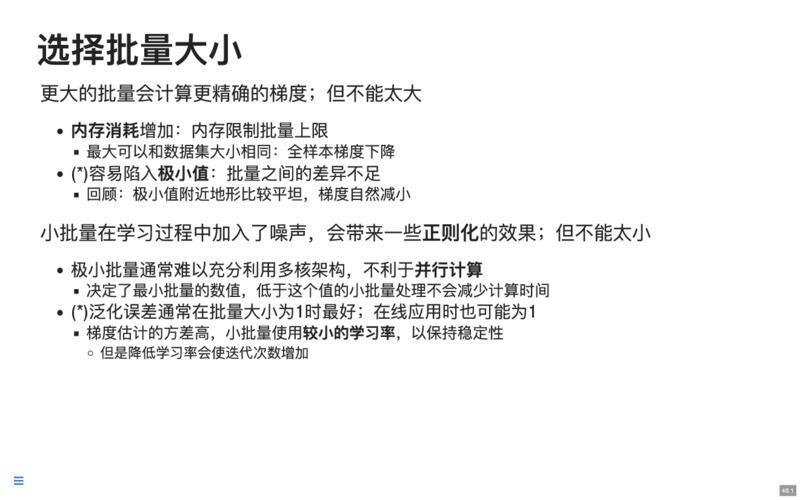 选择批量大小
更大的批量会计算更精确的梯度；但不能太大
内存消耗增加：内存限制批量上限
最大可以和数据集大小相同：全样本梯度下降
(*)容易陷入极小值：批量之间的差异不足
回顾：极小值附近地形比较平坦，梯度自然减小
小批量在学习过程中加入了噪声，会带来一些正则化的效果；但不能太小
极小批量通常难以充分利用多核架构，不利于并行计算
决定了最小批量的数值，低于这个值的小批量处理不会减少计算时间
(*)泛化误差通常在批量大小为1时最好；在线应用时也可能为1
梯度估计的方差高，小批量使用较小的学习率，以保持稳定性
但是降低学习率会使迭代次数增加
48.1